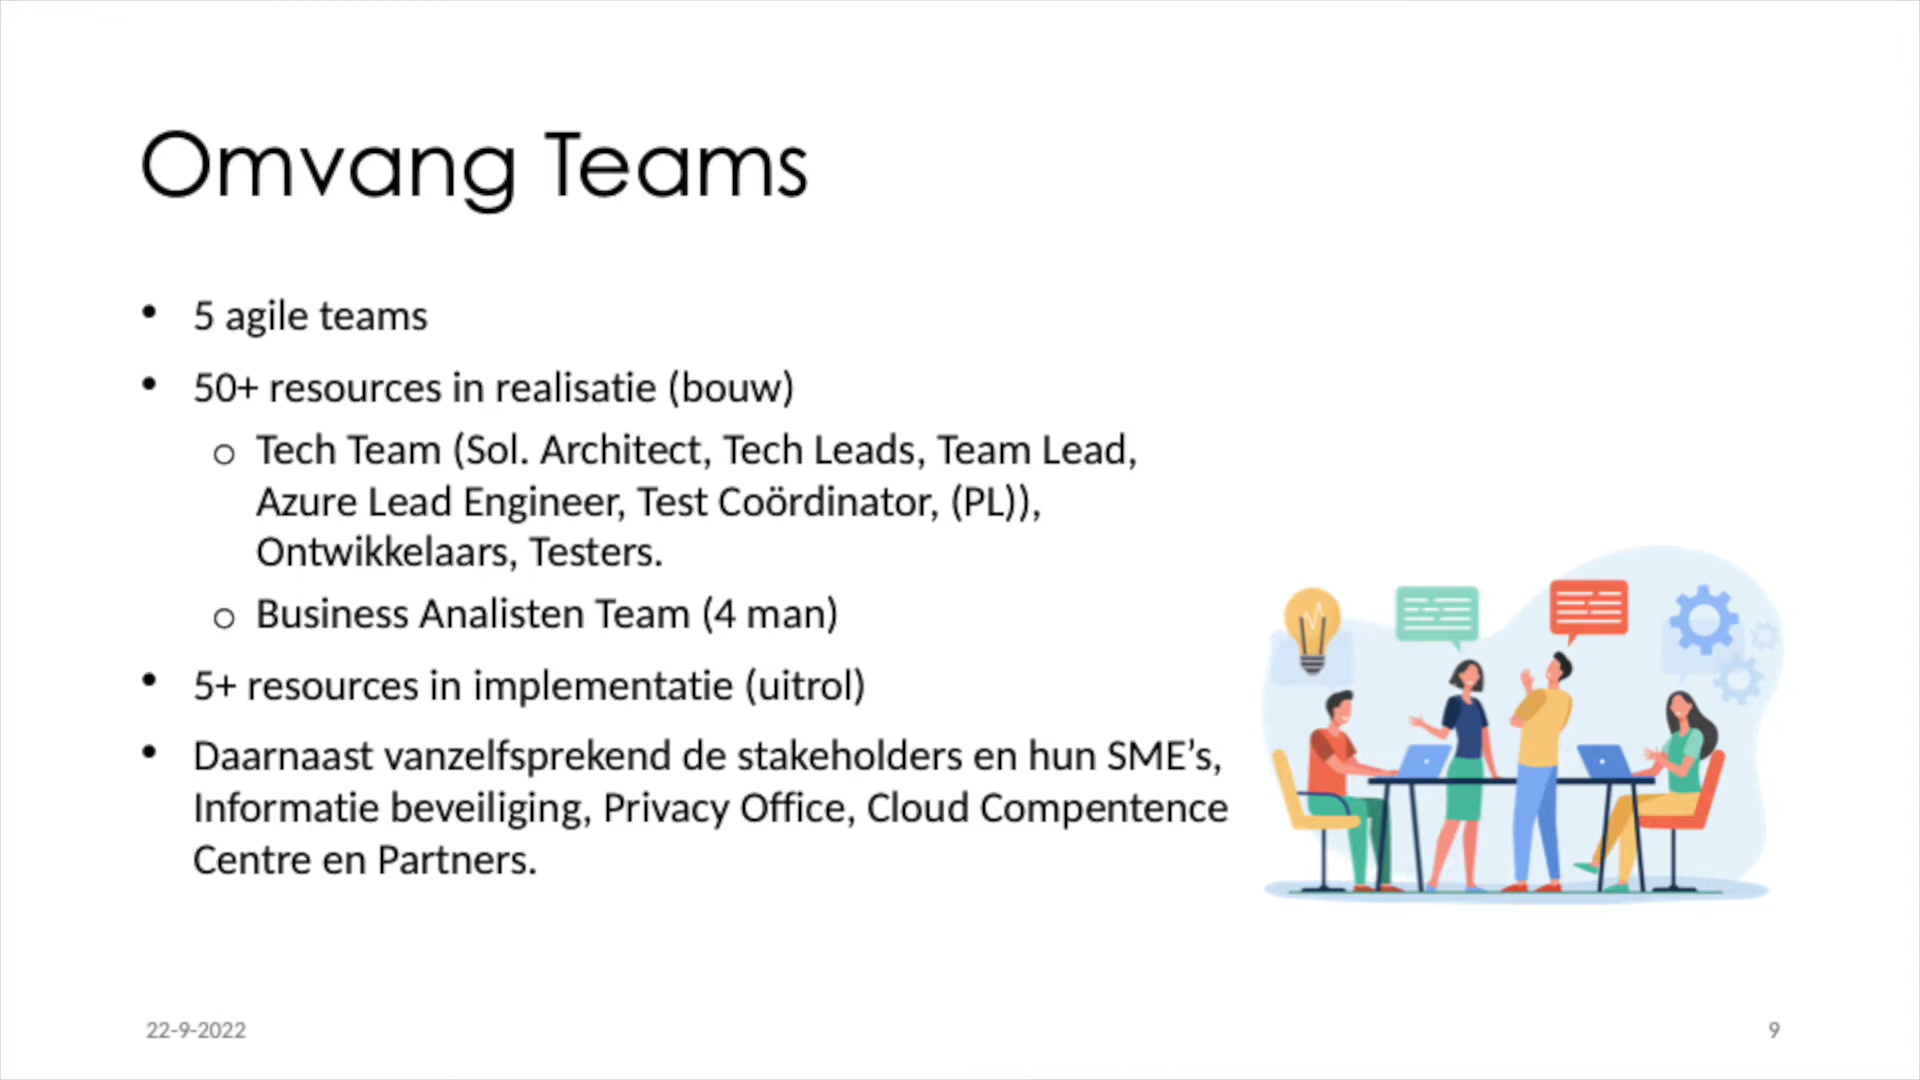 Omvang Teams
• 5 agile teams
• 50+ resources in realisatie (bouw)
o Tech Team (Sol. Architect, Tech Leads, Team Lead,
Azure Lead Engineer, Test Coördinator, (PL)),
Ontwikkelaars, Testers.
o Business Analisten Team (4 man)
• 5+ resources in implementatie (uitrol)
• Daarnaast vanzelfsprekend de stakeholders en hun SME’s,
Informatie beveiliging, Privacy Office, Cloud Compentence
Centre en Partners.
22-9-2022
9